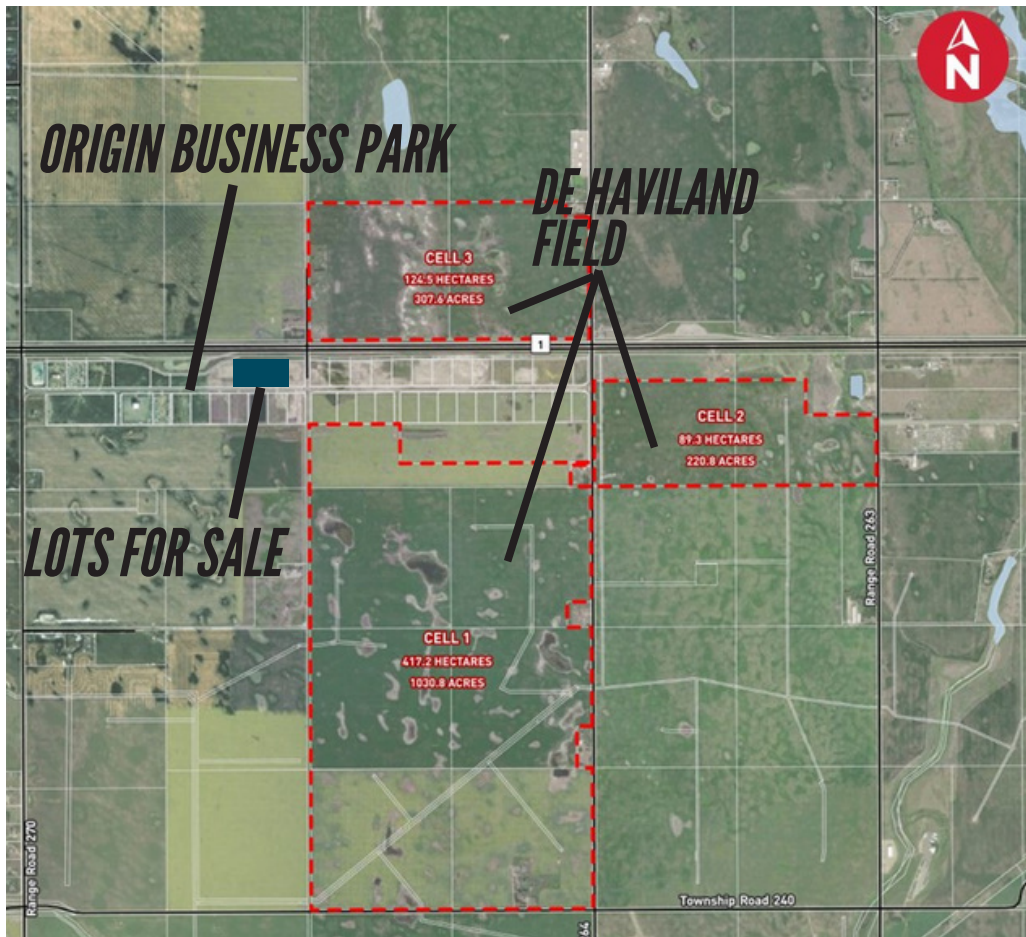 N
ORIGIN BUSINESS PARK
DE HAVILAND
FIELD
CELL 3
124.5 HECTARES
307.6 ACRES
1
CELL 2
89.3 HECTARES
220.8 ACRES
LOTS FOR SALE
Range Road 263
CELL 1
417.2 HECTARES
1030.8 ACRES
Range Road 270
Township Road 240
64